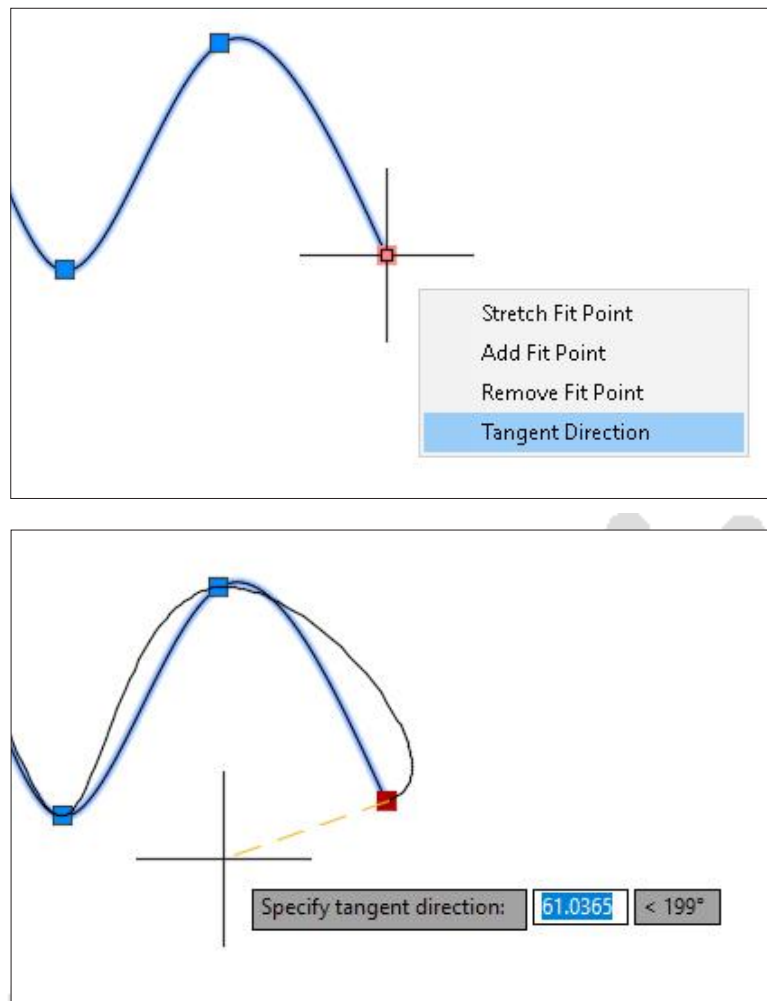 Stretch Fit Point
Add Fit Point
Remove Fit Point
Tangent Direction
Specify tangent direction: 61.0365 < 199°